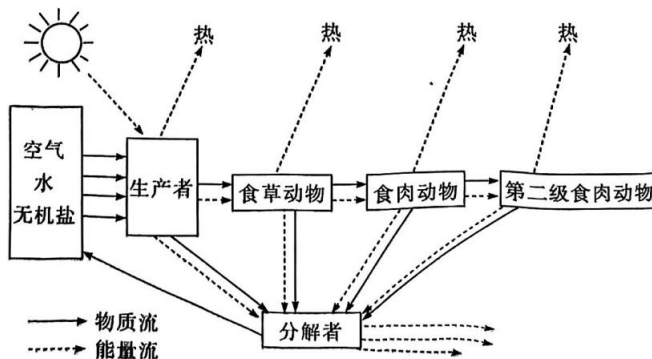 热 热 热 热
空气
水
无机盐
生产者
食草动物
食肉动物
第二级食肉动物
分解者
物质流
能量流